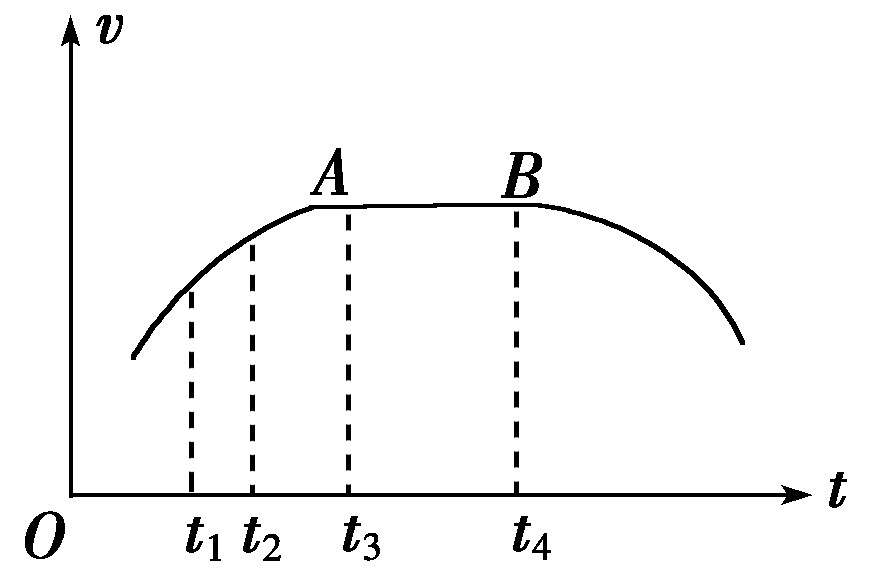 v
A B
O t₁ t₂ t₃ t₄ t